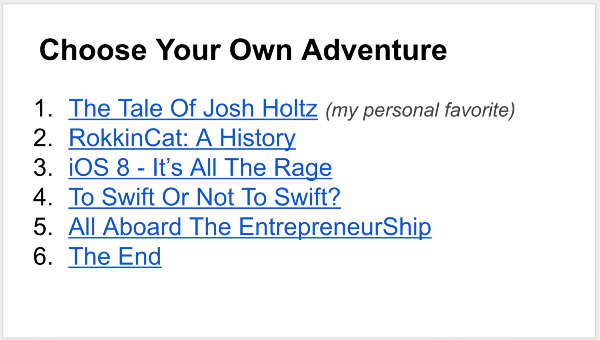 Choose Your Own Adventure
1. The Tale Of Josh Holtz (my personal favorite)
2. RokkinCat: A History
3. iOS 8 - It’s All The Rage
4. To Swift Or Not To Swift?
5. All Aboard The EntrepreneurShip
6. The End